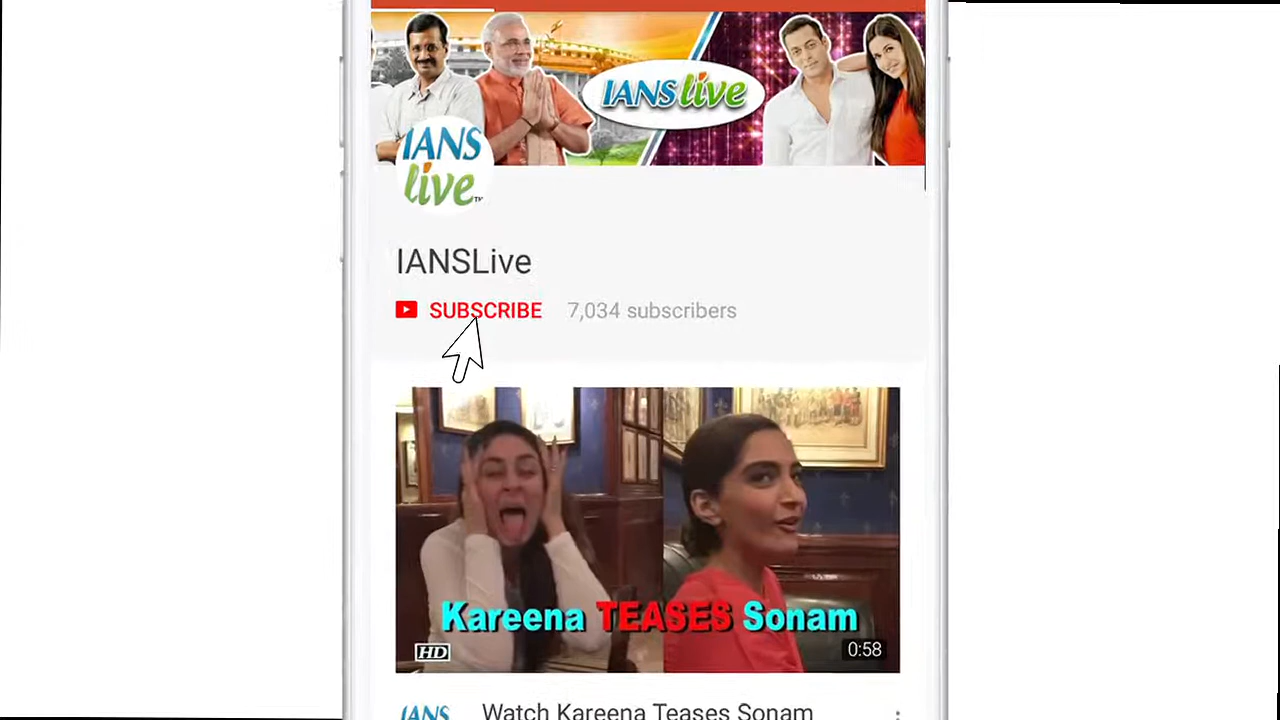 IANS live
IANS
live™
IANSLive
SUBSCRIBE 7,034 subscribers
Kareena TEASES Sonam
HD 0:58
IANS Watch Kareena Teases Sonam